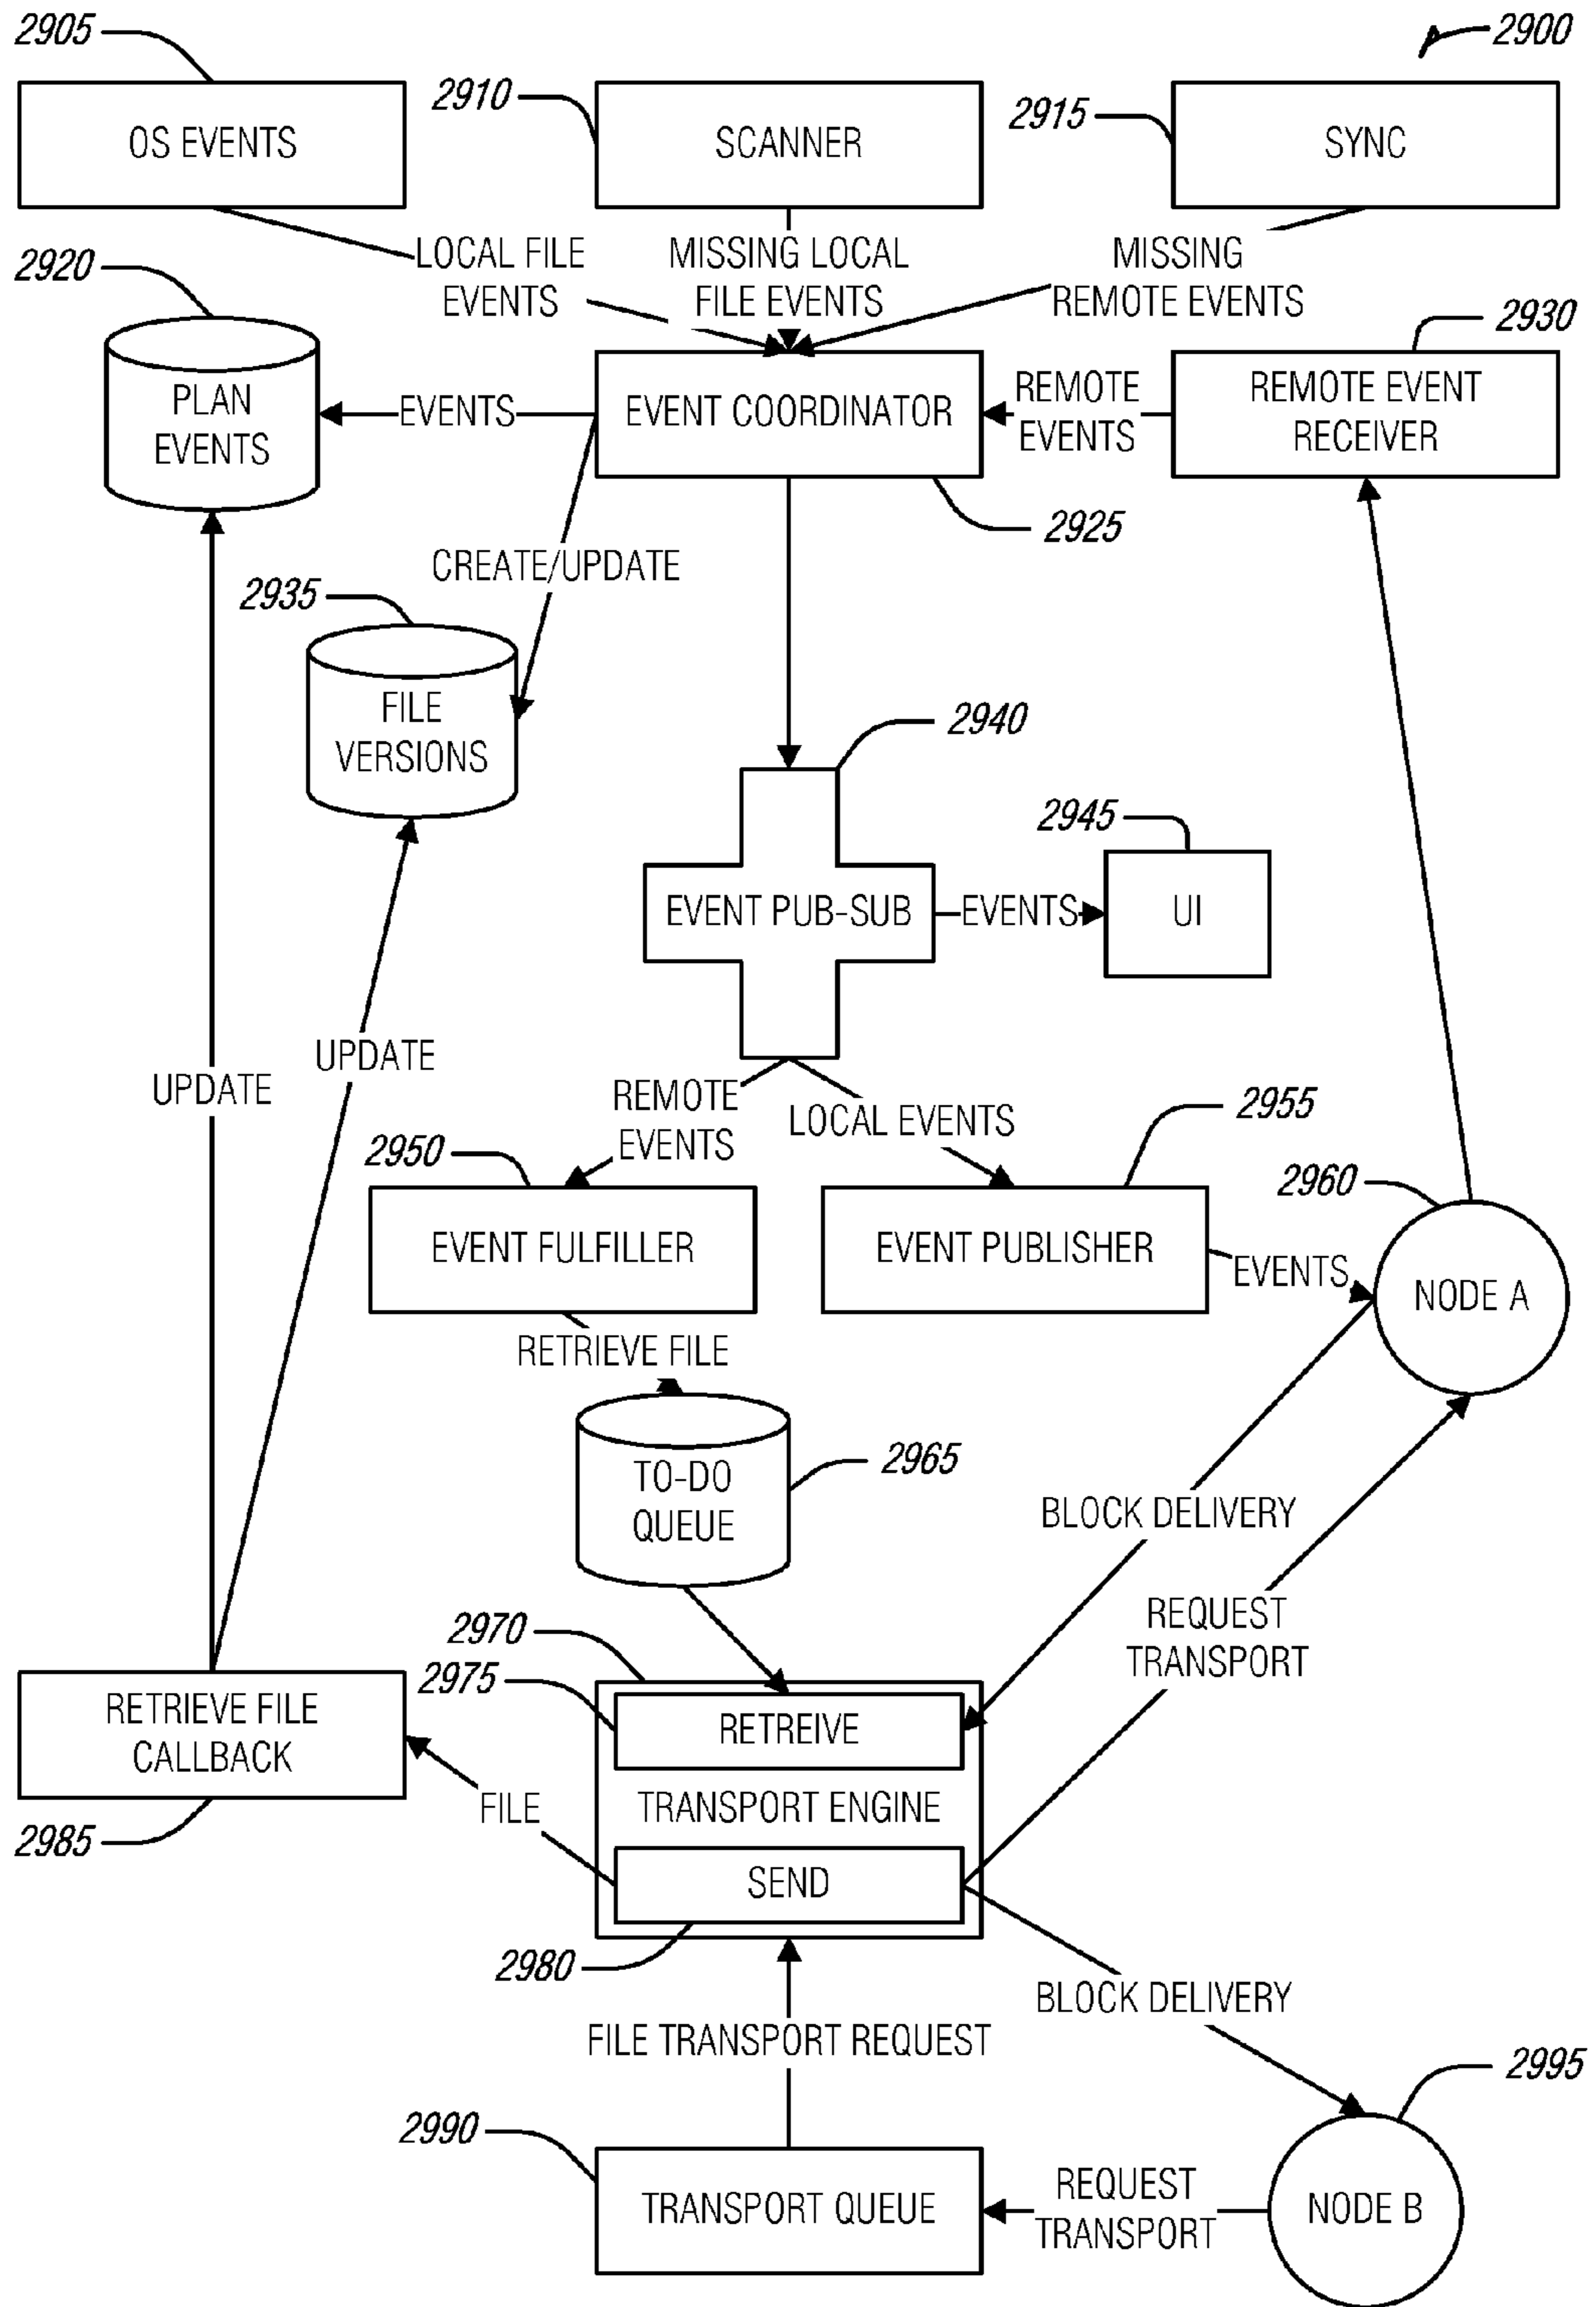 2905
2900
OS EVENTS
2910
SCANNER
2915
SYNC
LOCAL FILE
EVENTS
MISSING LOCAL
FILE EVENTS
MISSING
REMOTE EVENTS
2920
2930
PLAN
EVENTS
EVENTS
EVENT COORDINATOR
REMOTE
EVENTS
REMOTE EVENT
RECEIVER
2925
CREATE/UPDATE
2935
FILE
VERSIONS
2940
2945
EVENT PUB-SUB
EVENTS
UI
UPDATE
UPDATE
REMOTE
EVENTS
LOCAL EVENTS
2950
2955
2960
EVENT FULFILLER
EVENT PUBLISHER
EVENTS
NODE A
RETRIEVE FILE
TO-DO
QUEUE
2965
BLOCK DELIVERY
REQUEST
TRANSPORT
2970
2975
RETRIEVE FILE
CALLBACK
RETREIVE
TRANSPORT ENGINE
FILE
2985
SEND
2980
BLOCK DELIVERY
FILE TRANSPORT REQUEST
2995
2990
TRANSPORT QUEUE
REQUEST
TRANSPORT
NODE B